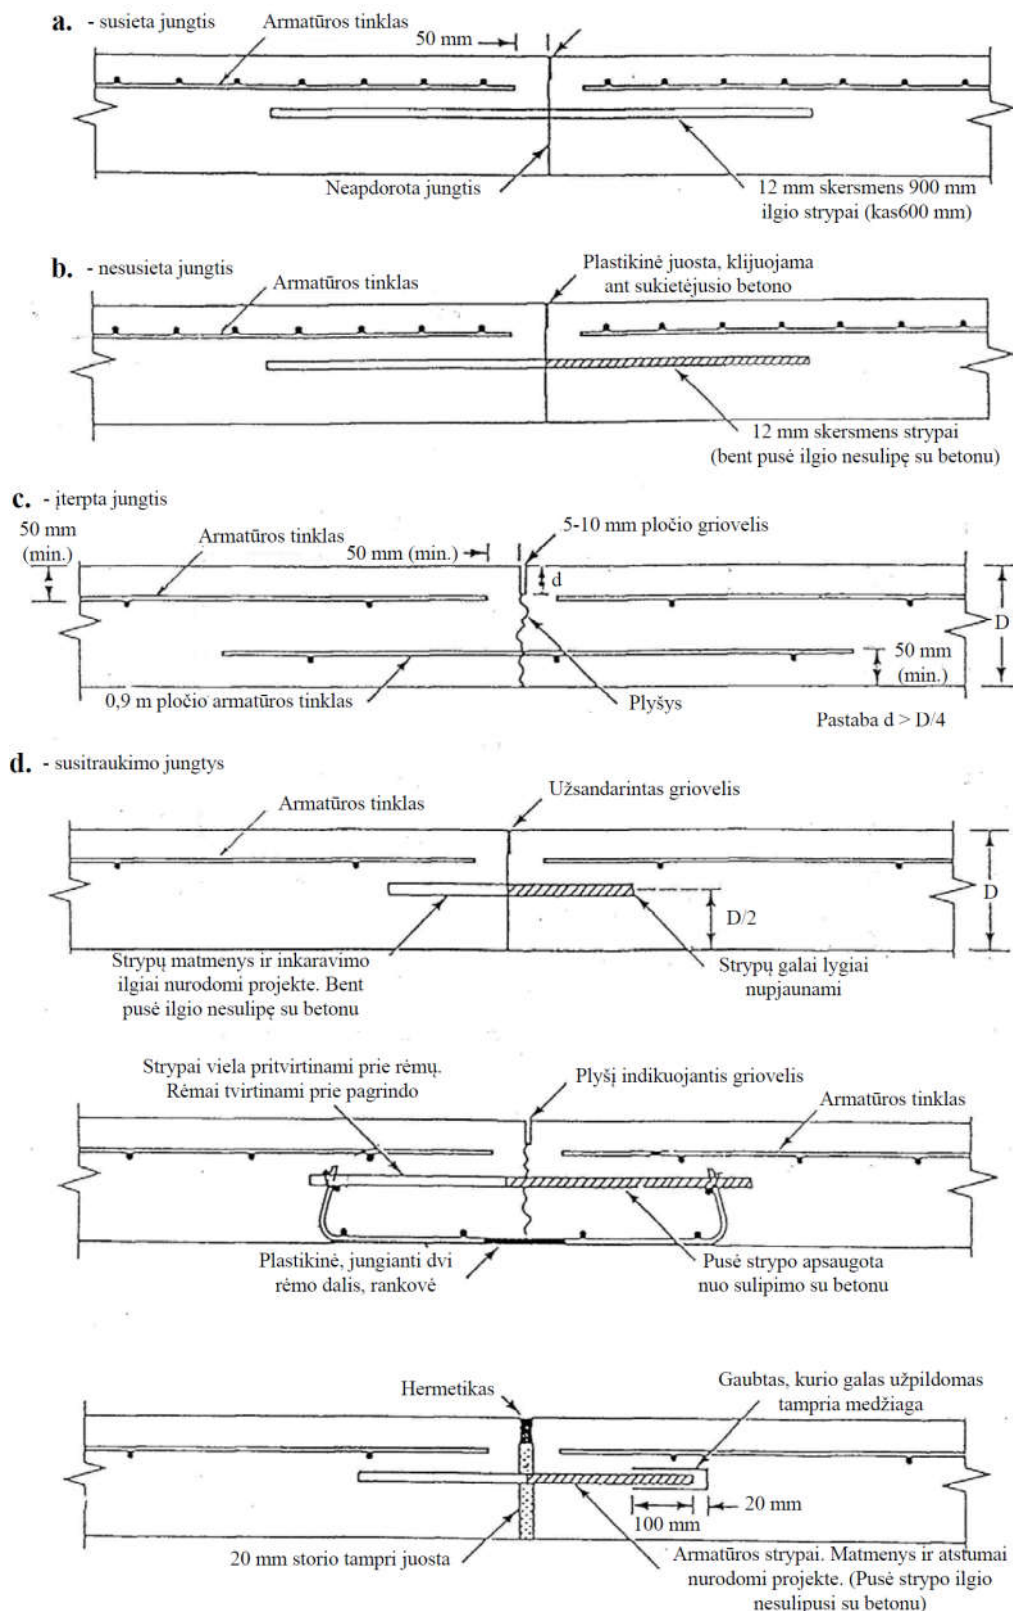 a. - susieta jungtis
Armatūros tinklas
50 mm
Neapdorota jungtis
12 mm skersmens 900 mm
ilgio strypai (kas600 mm)
b. - nesusieta jungtis
Armatūros tinklas
Plastikinė juosta, klijuojama
ant sukietėjusio betono
12 mm skersmens strypai
(bent pusė ilgio nesulipę su betonu)
c. - įterpta jungtis
50 mm
(min.)
Armatūros tinklas
50 mm (min.)
5-10 mm pločio griovelis
d
D
50 mm
(min.)
0,9 m pločio armatūros tinklas
Plyšys
Pastaba d > D/4
d. - susitraukimo jungtys
Armatūros tinklas
Užsandarintas griovelis
D
D/2
Strypų matmenys ir inkaravimo
ilgiai nurodomi projekte. Bent
pusė ilgio nesulipę su betonu
Strypų galai lygiai
nupjaunami
Strypai viela pritvirtinami prie rėmų.
Rėmai tvirtinami prie pagrindo
Plyšį indikuojantis griovelis
Armatūros tinklas
Plastikinė, jungianti dvi
rėmo dalis, rankovė
Pusė strypo apsaugota
nuo sulipimo su betonu
Hermetikas
Gaubtas, kurio galas užpildomas
tampria medžiaga
20 mm
100 mm
20 mm storio tampri juosta
Armatūros strypai. Matmenys ir atstumai
nurodomi projekte. (Pusė strypo ilgio
nesulipusi su betonu)